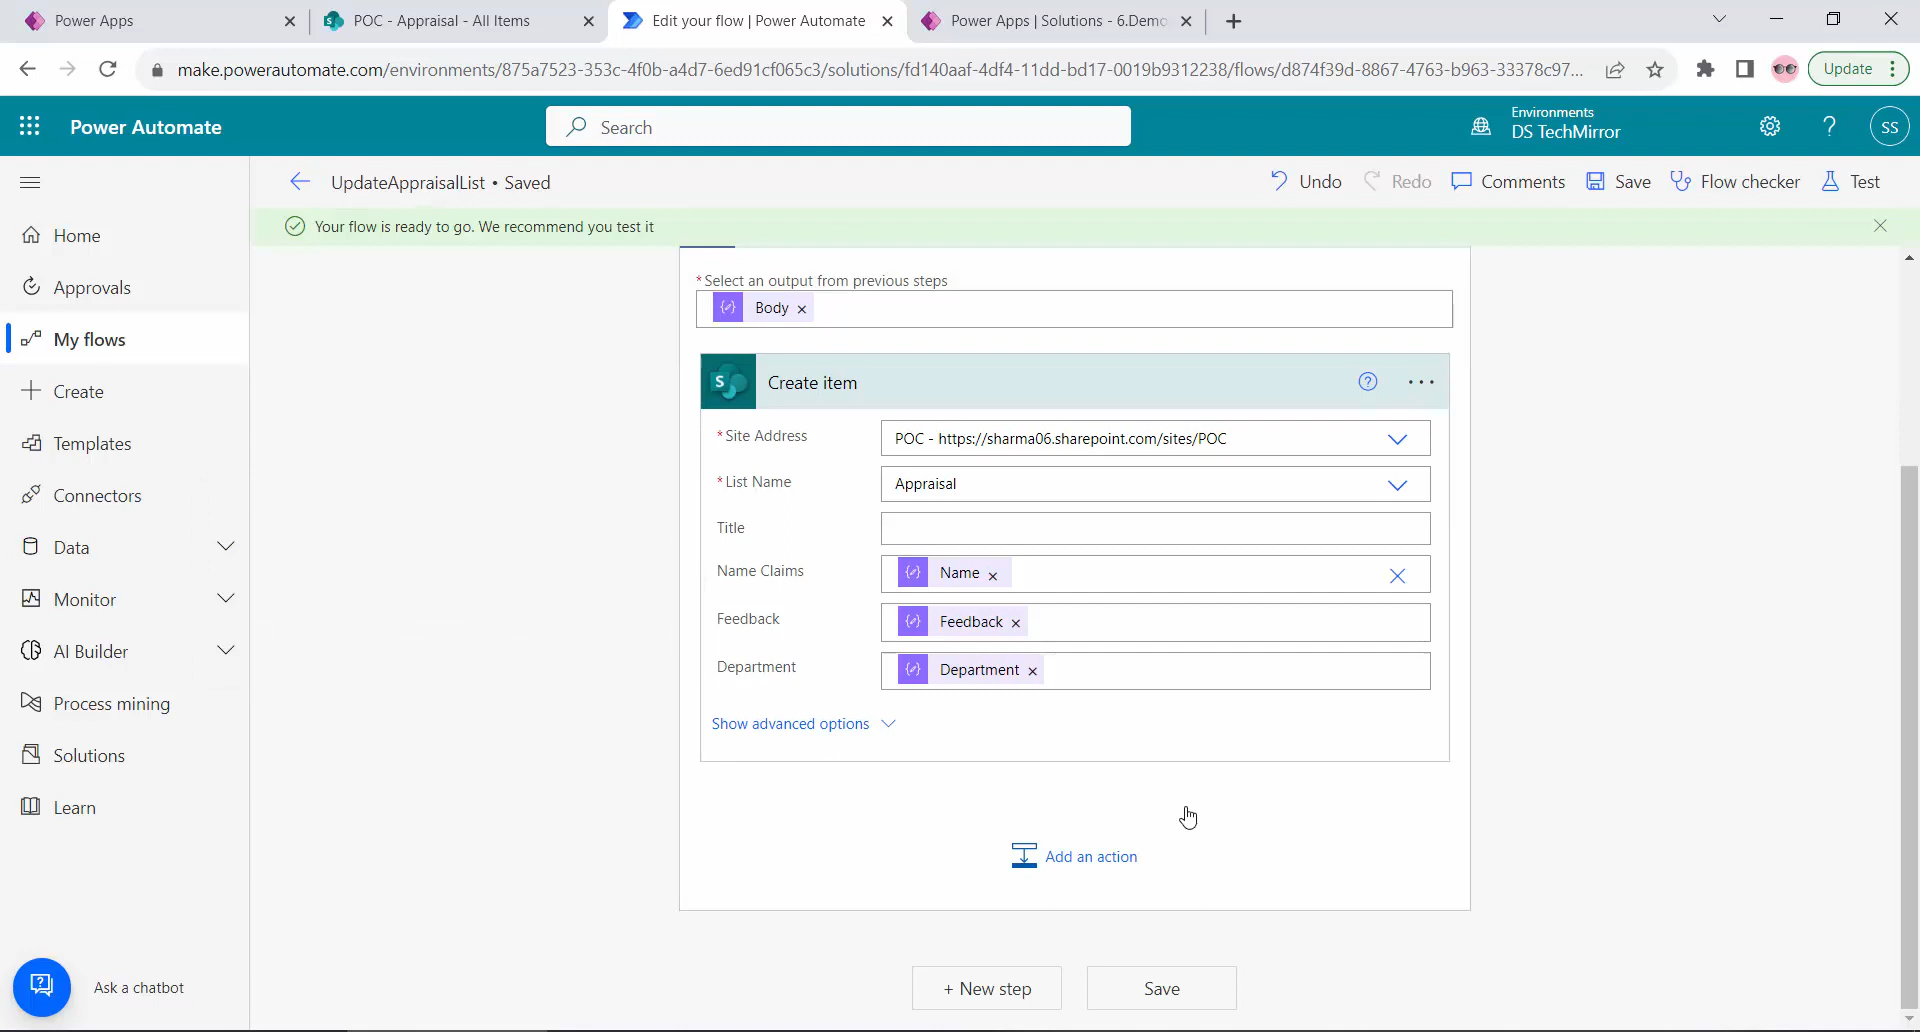 Power Apps
POC - Appraisal - All Items
Edit your flow | Power Automate
Power Apps | Solutions - 6.Demo
make.powerautomate.com/environments/875a7523-353c-4f0b-a4d7-6ed91cf065c3/solutions/fd140aaf-4df4-11dd-bd17-0019b9312238/flows/d874f39d-8867-4763-b963-33378c97...
Update
Power Automate
Search
Environments
DS TechMirror
?
SS
UpdateAppraisalList • Saved
Undo
Redo
Comments
Save
Flow checker
Test
Your flow is ready to go. We recommend you test it
Home
Approvals
My flows
Create
Templates
Connectors
Data
Monitor
AI Builder
Process mining
Solutions
Learn
Ask a chatbot
* Select an output from previous steps
Body
S
Create item
?
* Site Address
POC - https://sharma06.sharepoint.com/sites/POC
* List Name
Appraisal
Title
Name Claims
Name
Feedback
Feedback
Department
Department
Show advanced options
Add an action
+ New step
Save